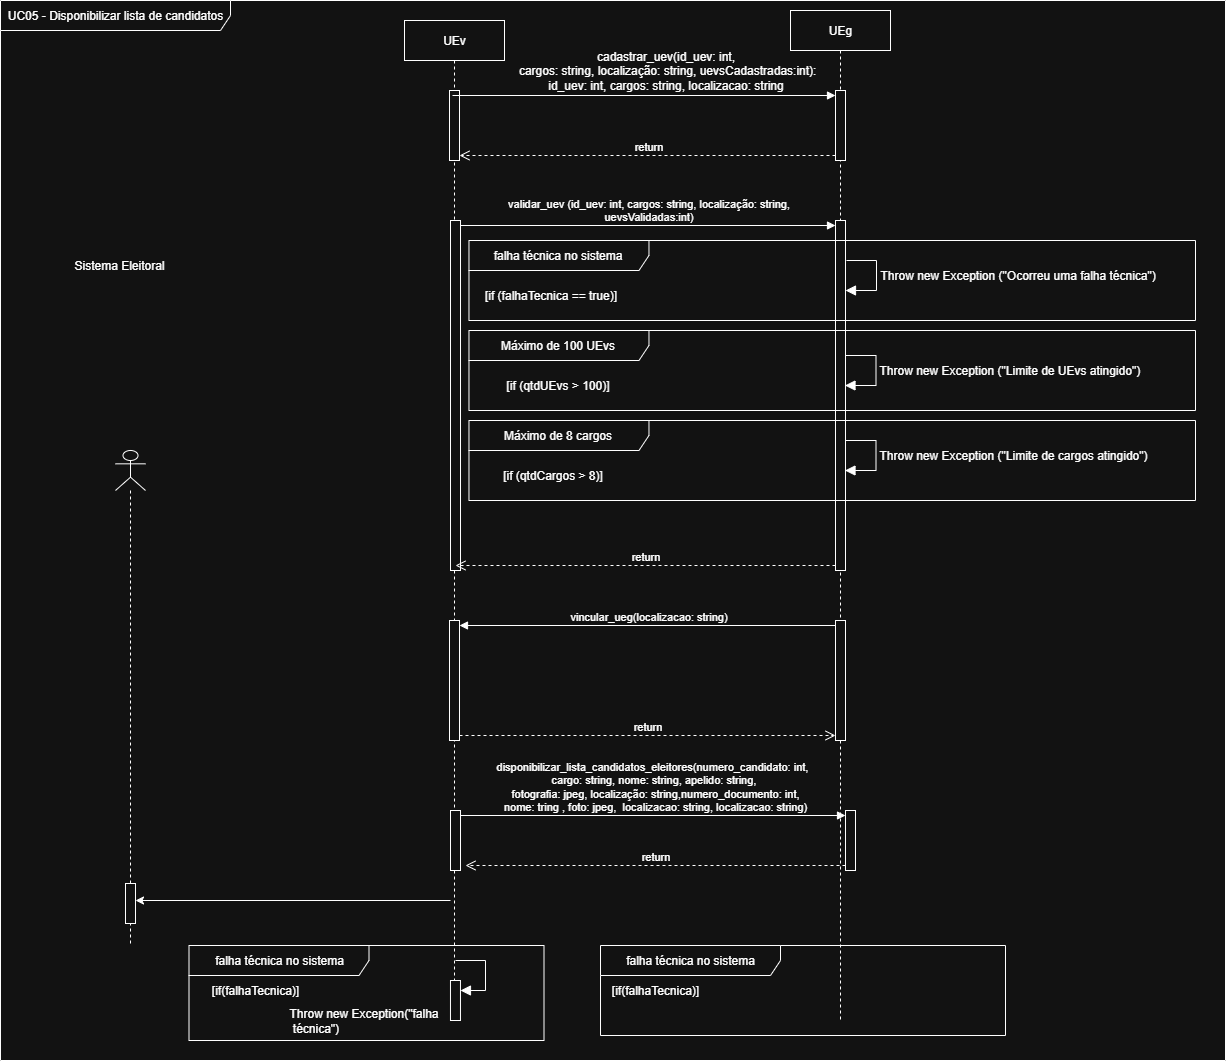 UC05 - Disponibilizar lista de candidatos
UEv
UEg
cadastrar_uev(id_uev: int,
cargos: string, localização: string, uevsCadastradas:int):
id_uev: int, cargos: string, localizacao: string
return
validar_uev (id_uev: int, cargos: string, localização: string,
uevsValidadas:int)
Sistema Eleitoral
falha técnica no sistema
[if (falhaTecnica == true)]
Throw new Exception ("Ocorreu uma falha técnica")
Máximo de 100 UEvs
[if (qtdUEvs > 100)]
Throw new Exception ("Limite de UEvs atingido")
Máximo de 8 cargos
[if (qtdCargos > 8)]
Throw new Exception ("Limite de cargos atingido")
return
vincular_ueg(localizacao: string)
return
disponibilizar_lista_candidatos_eleitores(numero_candidato: int,
cargo: string, nome: string, apelido: string,
fotografia: jpeg, localização: string,numero_documento: int,
nome: tring , foto: jpeg,  localizacao: string, localizacao: string)
return
falha técnica no sistema
[if(falhaTecnica)]
Throw new Exception("falha
técnica")
falha técnica no sistema
[if(falhaTecnica)]